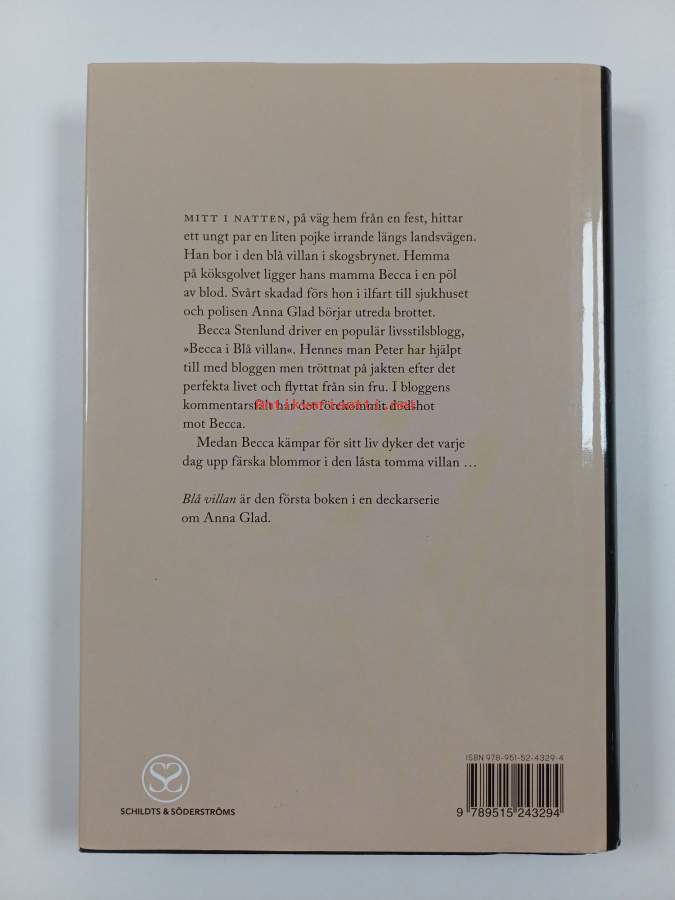 MITT I NATTEN, på väg hem från en fest, hittar
ett ungt par en liten pojke irrande längs landsvägen.
Han bor i den blå villan i skogsbrynet. Hemma
på köksgolvet ligger hans mamma Becca i en pöl
av blod. Svårt skadad förs hon i ilfart till sjukhuset
och polisen Anna Glad börjar utreda brottet.
Becca Stenlund driver en populär livsstilsblogg,
»Becca i Blå villan«. Hennes man Peter har hjälpt
till med bloggen men tröttnat på jakten efter det
perfekta livet och flyttat från sin fru. I bloggens
kommentarsfält har det förekommit dödshot
mot Becca.
Medan Becca kämpar för sitt liv dyker det varje
dag upp färska blommor i den låsta tomma villan …
Blå villan är den första boken i en deckarserie
om Anna Glad.
SCHILDTS & SÖDERSTRÖMS
ISBN 978-951-52-4329-4
9 789515 243294